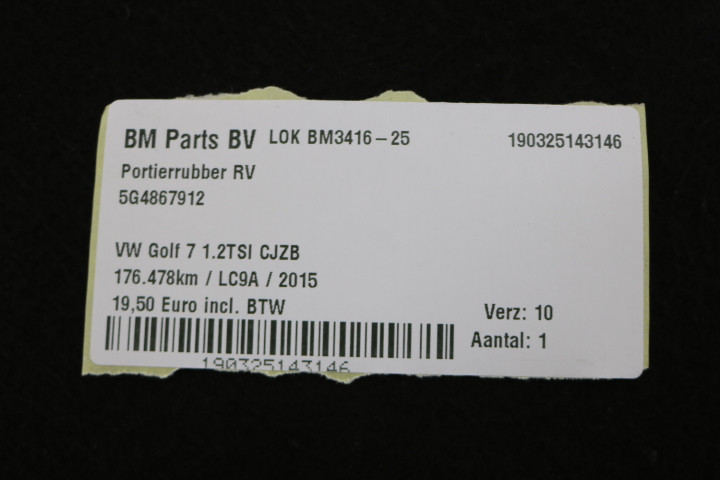 BM Parts BV LOK BM3416-25 190325143146
Portierrubber RV
5G4867912
VW Golf 7 1.2TSI CJZB
176.478km / LC9A / 2015
19,50 Euro incl. BTW Verz: 10
Aantal: 1
190325143146